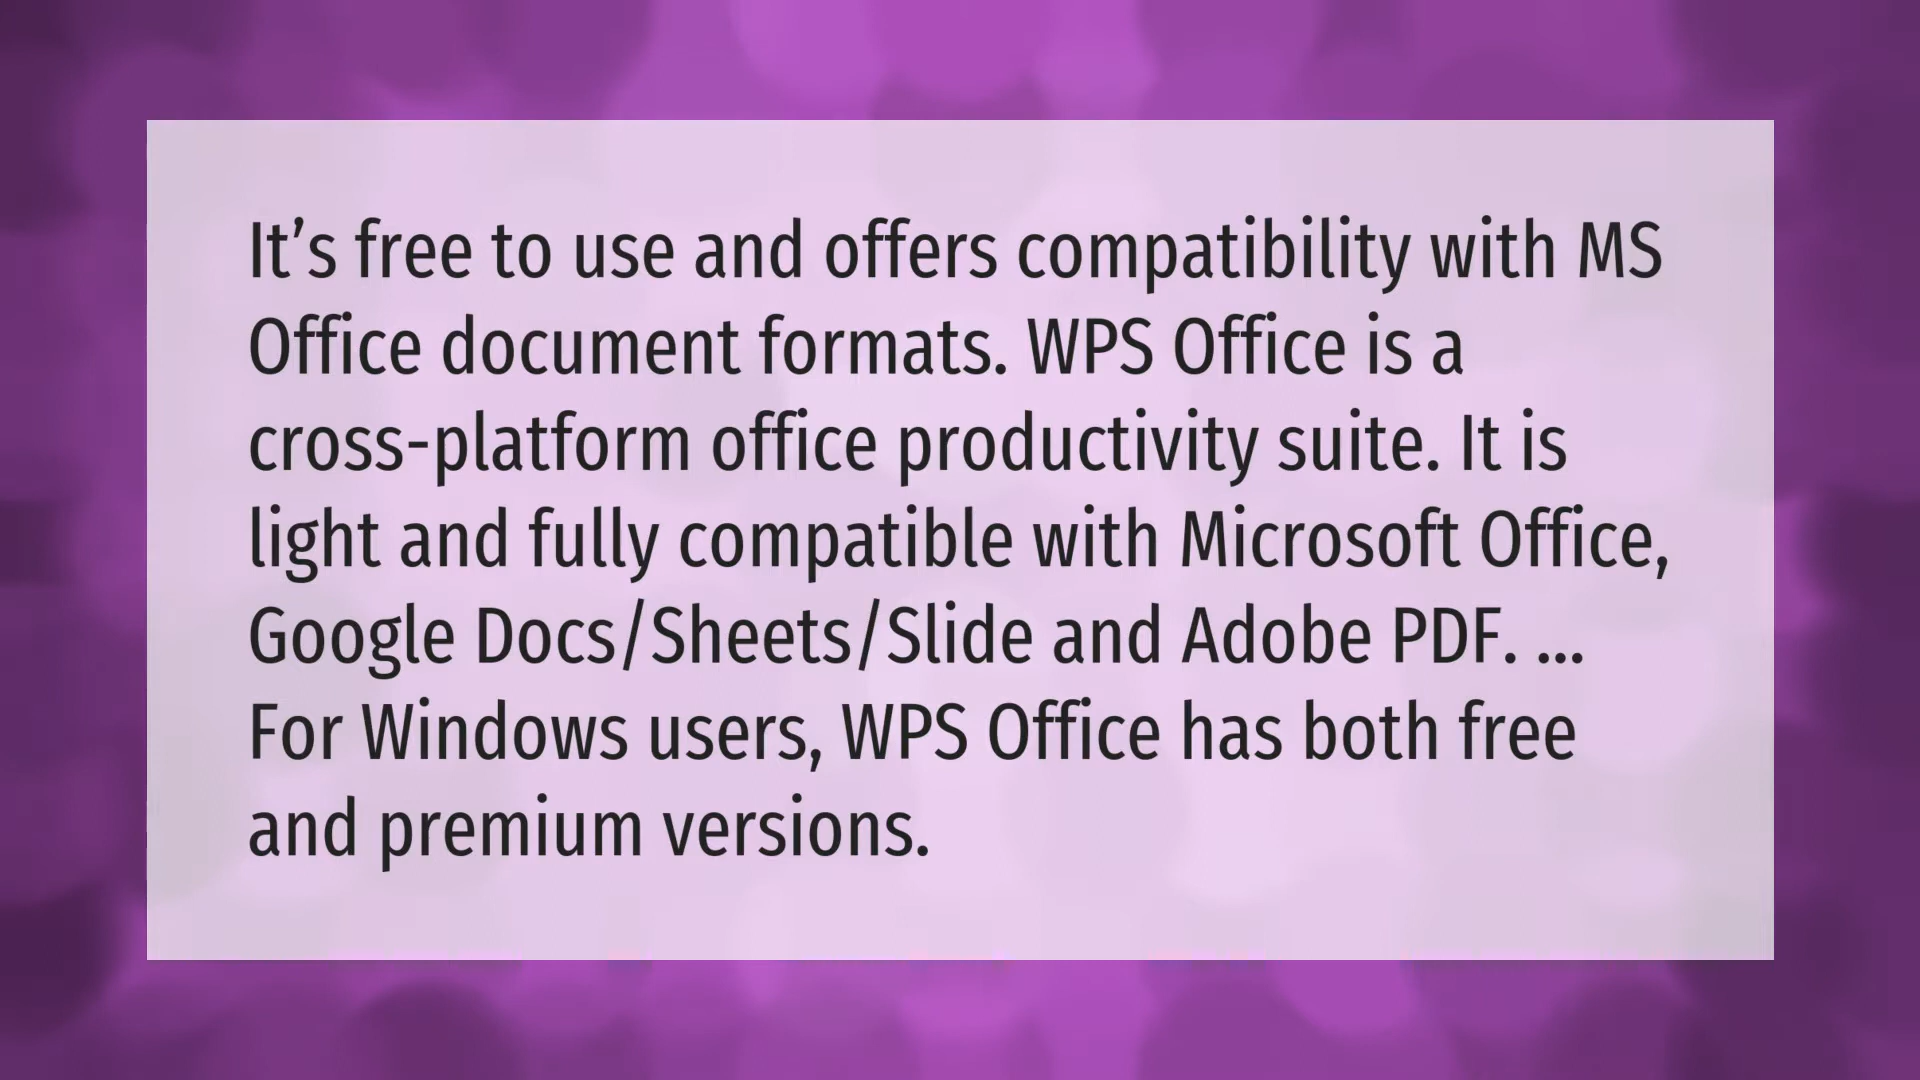 It’s free to use and offers compatibility with MS
Office document formats. WPS Office is a
cross-platform office productivity suite. It is
light and fully compatible with Microsoft Office,
Google Docs/Sheets/Slide and Adobe PDF. ...
For Windows users, WPS Office has both free
and premium versions.